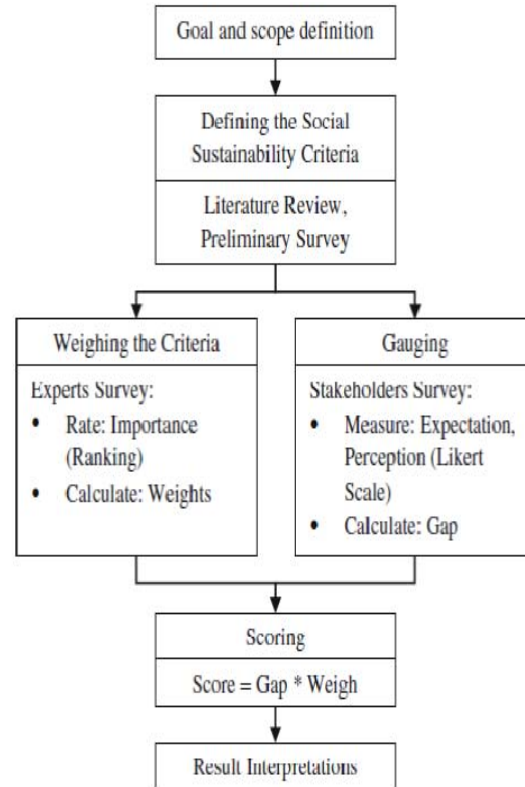 Goal and scope definition
Defining the Social
Sustainability Criteria
Literature Review,
Preliminary Survey
Weighing the Criteria
Experts Survey:
• Rate: Importance
(Ranking)
• Calculate: Weights
Gauging
Stakeholders Survey:
• Measure: Expectation,
Perception (Likert
Scale)
• Calculate: Gap
Scoring
Score = Gap * Weigh
Result Interpretations